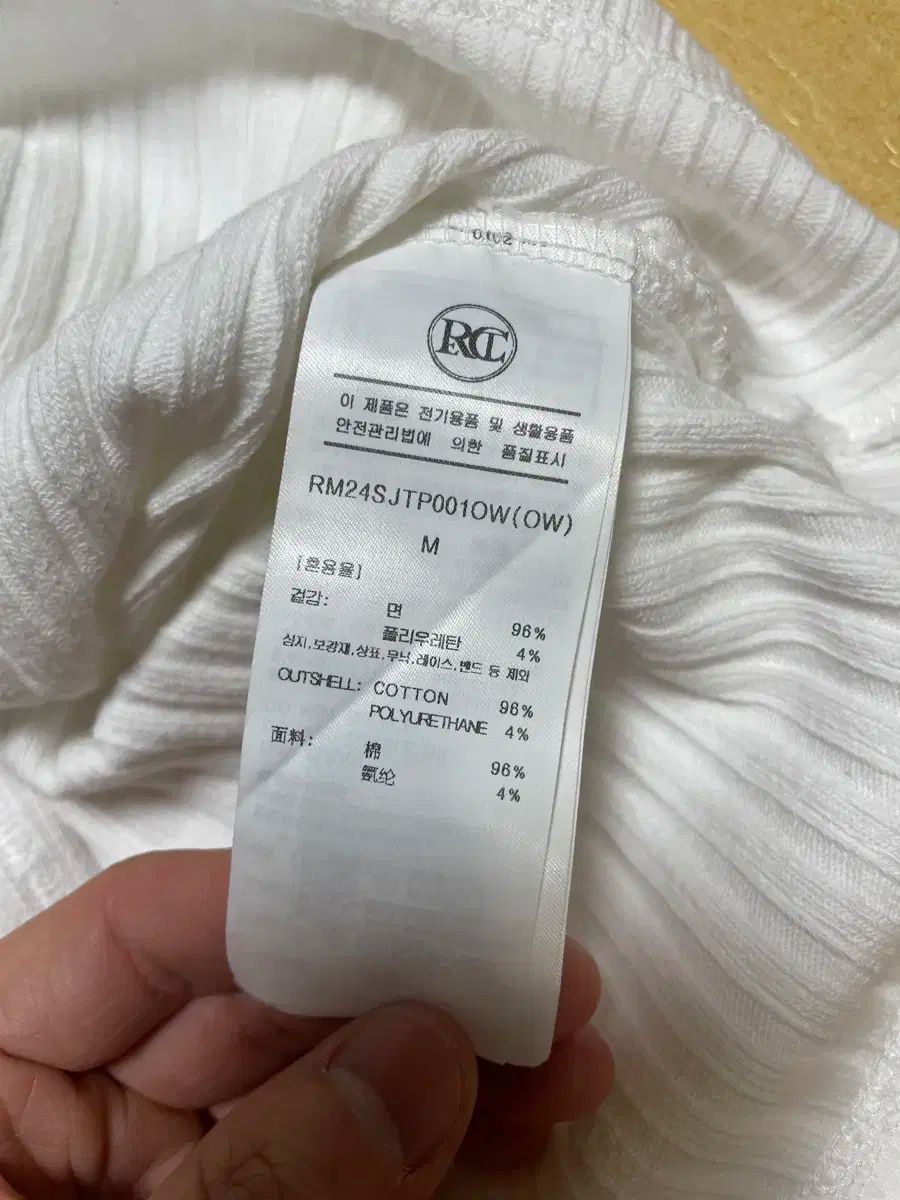 0102
RCT
이 제품은 전기용품 및 생활용품
안전관리법에 의한 품질표시
RM24SJTP001OW(OW)
M
[혼용율]
겉감: 면 96%
폴리우레탄 4%
심지,보강재,상표,무늬,레이스,밴드 등 제외
OUTSHELL: COTTON 96%
POLYURETHANE 4%
面料: 棉 96%
氨纶 4%